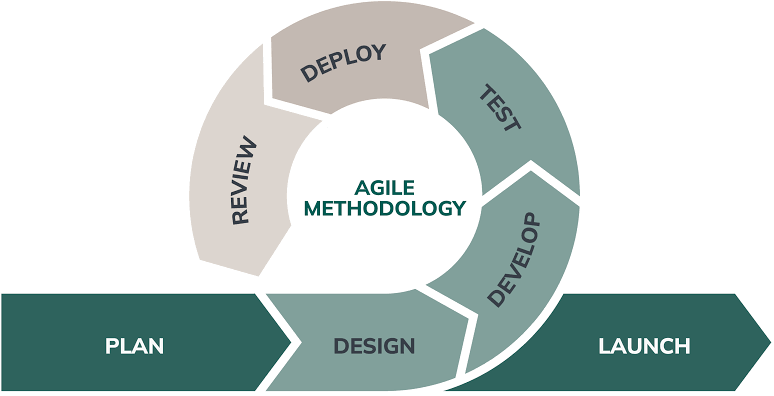 PLAN
DESIGN
DEVELOP
TEST
DEPLOY
REVIEW
LAUNCH
AGILE
METHODOLOGY